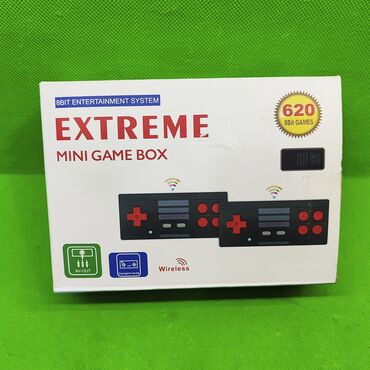 8BIT ENTERTAINMENT SYSTEM
EXTREME
MINI GAME BOX
620
8Bit GAMES
AV-OUT
Wireless